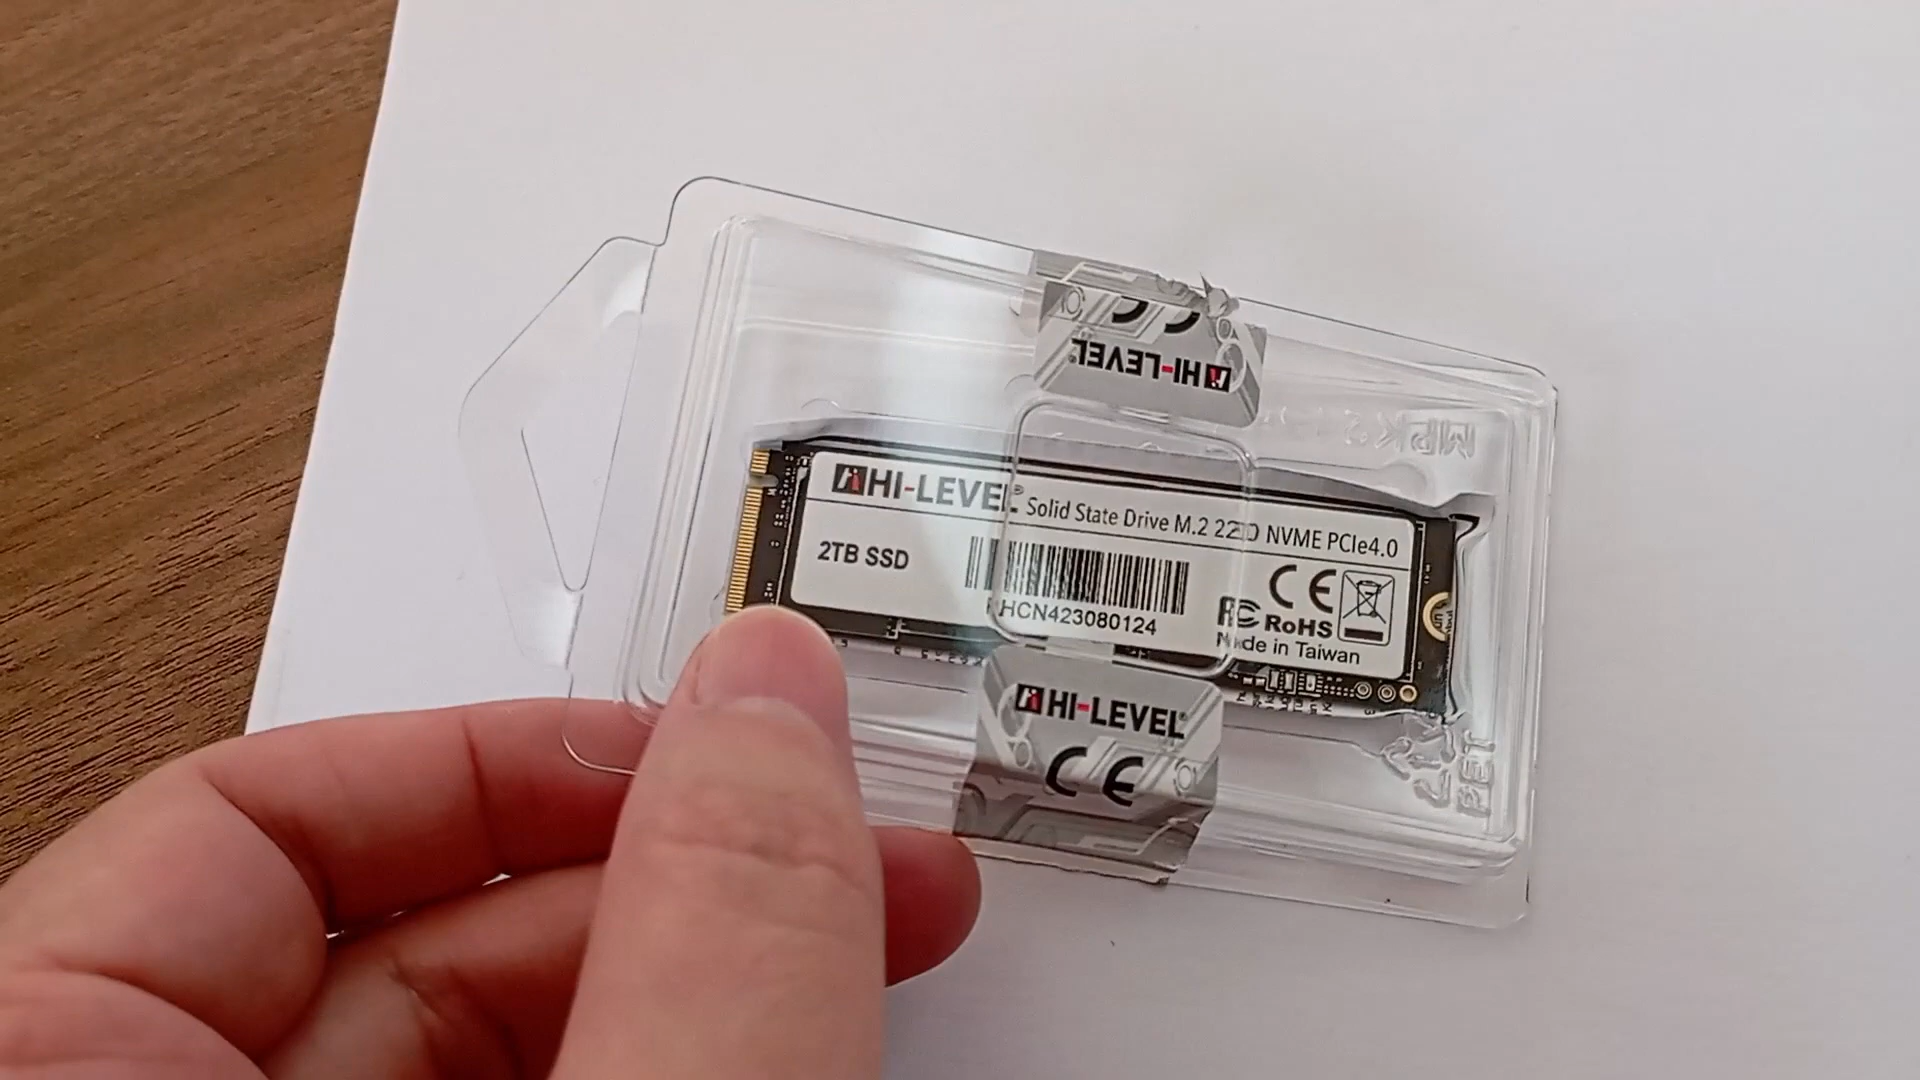 HI-LEVEL®
HI-LEVEL® Solid State Drive M.2 2280 NVME PCIe4.0
2TB SSD
HCN423080124
CE
FC RoHS
Made in Taiwan
HI-LEVEL®
CE
PET